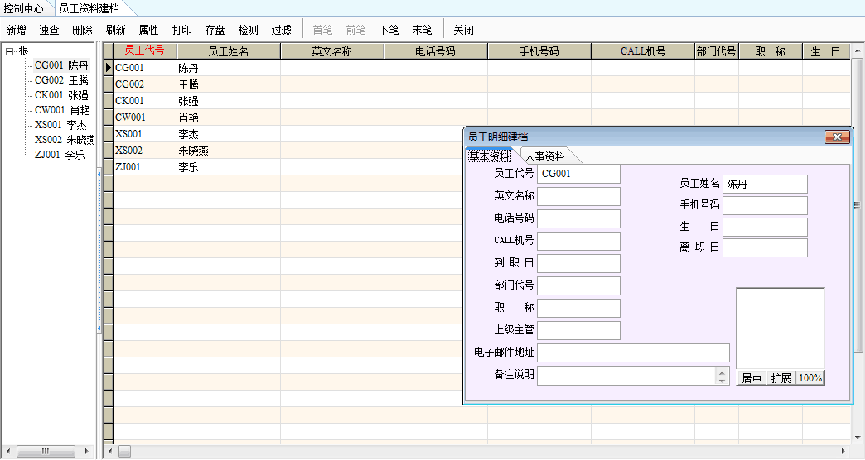 控制中心 员工资料建档
新增 速查 删除 刷新 属性 打印 存盘 检测 过滤 首笔 前笔 下笔 末笔 关闭
员工代号 员工姓名 英文名称 电话号码 手机号码 CALL机号 部门代号 职 称 生 日
CG001 陈丹
CG002 王腾
CK001 张强
CW001 肖艳
XS001 李杰
XS002 朱晓燕
ZJ001 李乐
CG001 陈丹
CG002 王腾
CK001 张强
CW001 肖艳
XS001 李杰
XS002 朱晓燕
ZJ001 李乐
员工明细建档
基本资料 人事资料
员工代号 CG001
员工姓名 陈丹
英文名称
手机号码
电话号码
生 日
CALL机号
离 职 日
到 职 日
部门代号
职 称
上级主管
电子邮件地址
备注说明
居中 扩展 100%